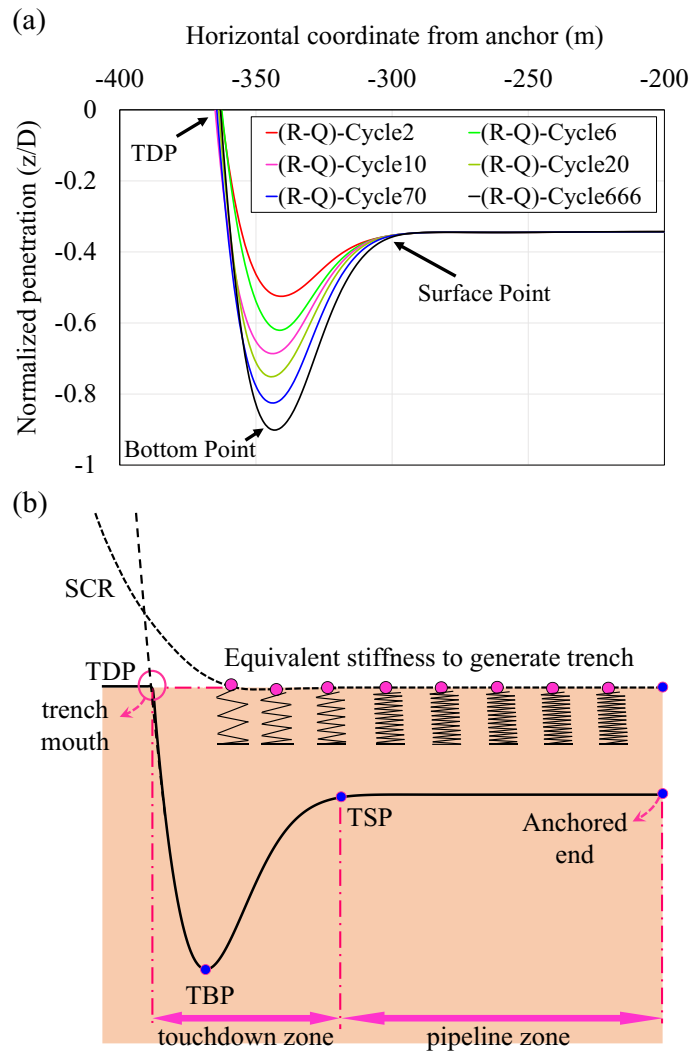 (a)
Horizontal coordinate from anchor (m)
-400 -350 -300 -250 -200
Normalized penetration (z/D)
0
-0.2
-0.4
-0.6
-0.8
-1
TDP
(R-Q)-Cycle2 (R-Q)-Cycle6
(R-Q)-Cycle10 (R-Q)-Cycle20
(R-Q)-Cycle70 (R-Q)-Cycle666
Surface Point
Bottom Point
(b)
SCR
Equivalent stiffness to generate trench
TDP
trench
mouth
TSP
Anchored
end
TBP
touchdown zone
pipeline zone